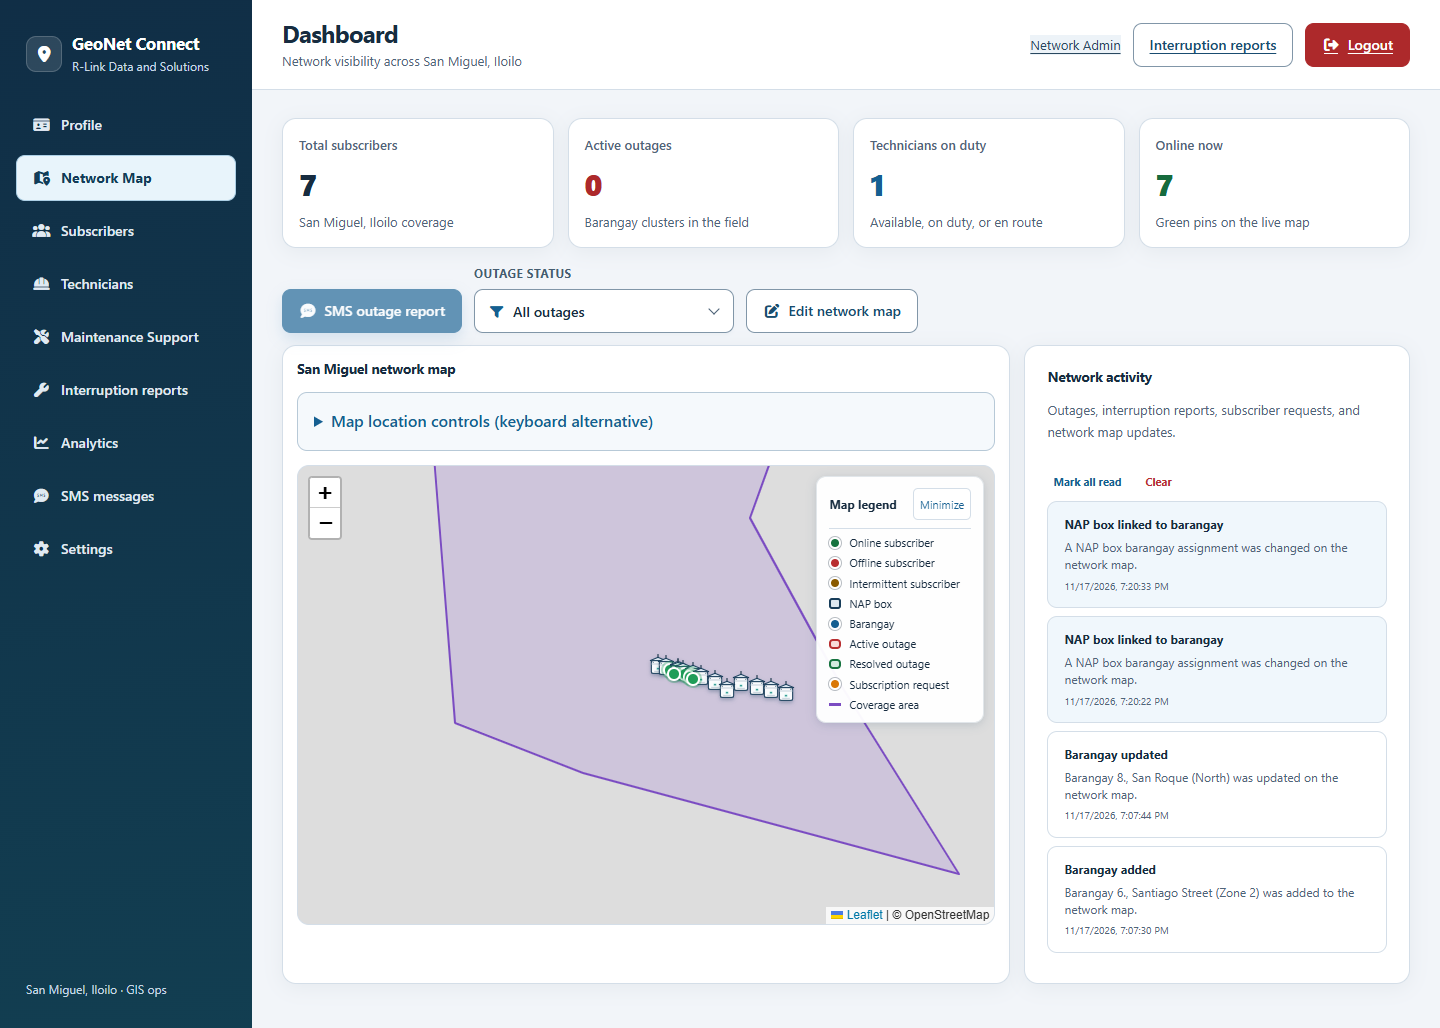 GeoNet Connect
R-Link Data and Solutions
Profile
Network Map
Subscribers
Technicians
Maintenance Support
Interruption reports
Analytics
SMS messages
Settings
San Miguel, Iloilo · GIS ops
Dashboard
Network visibility across San Miguel, Iloilo
Network Admin
Interruption reports
Logout
Total subscribers
7
San Miguel, Iloilo coverage
Active outages
0
Barangay clusters in the field
Technicians on duty
1
Available, on duty, or en route
Online now
7
Green pins on the live map
SMS outage report
OUTAGE STATUS
All outages
Edit network map
San Miguel network map
Map location controls (keyboard alternative)
+
−
Map legend
Minimize
Online subscriber
Offline subscriber
Intermittent subscriber
NAP box
Barangay
Active outage
Resolved outage
Subscription request
Coverage area
Leaflet | © OpenStreetMap
Network activity
Outages, interruption reports, subscriber requests, and
network map updates.
Mark all read
Clear
NAP box linked to barangay
A NAP box barangay assignment was changed on the
network map.
11/17/2026, 7:20:33 PM
NAP box linked to barangay
A NAP box barangay assignment was changed on the
network map.
11/17/2026, 7:20:22 PM
Barangay updated
Barangay 8., San Roque (North) was updated on the
network map.
11/17/2026, 7:07:44 PM
Barangay added
Barangay 6., Santiago Street (Zone 2) was added to the
network map.
11/17/2026, 7:07:30 PM